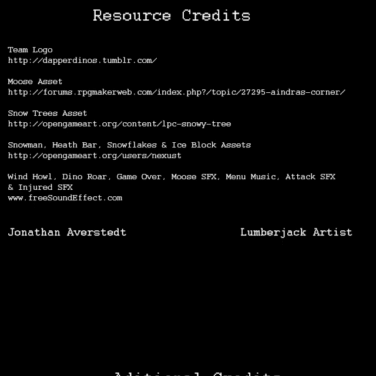 Resource Credits
Team Logo
http://dapperdinos.tumblr.com/
Moose Asset
http://forums.rpgmakerweb.com/index.php?/topic/27295-aindras-corner/
Snow Trees Asset
http://opengameart.org/content/lpc-snowy-tree
Snowman, Heath Bar, Snowflakes & Ice Block Assets
http://opengameart.org/users/nexust
Wind Howl, Dino Roar, Game Over, Moose SFX, Menu Music, Attack SFX
& Injured SFX
www.freeSoundEffect.com
Jonathan Averstedt Lumberjack Artist
Aditional Credits